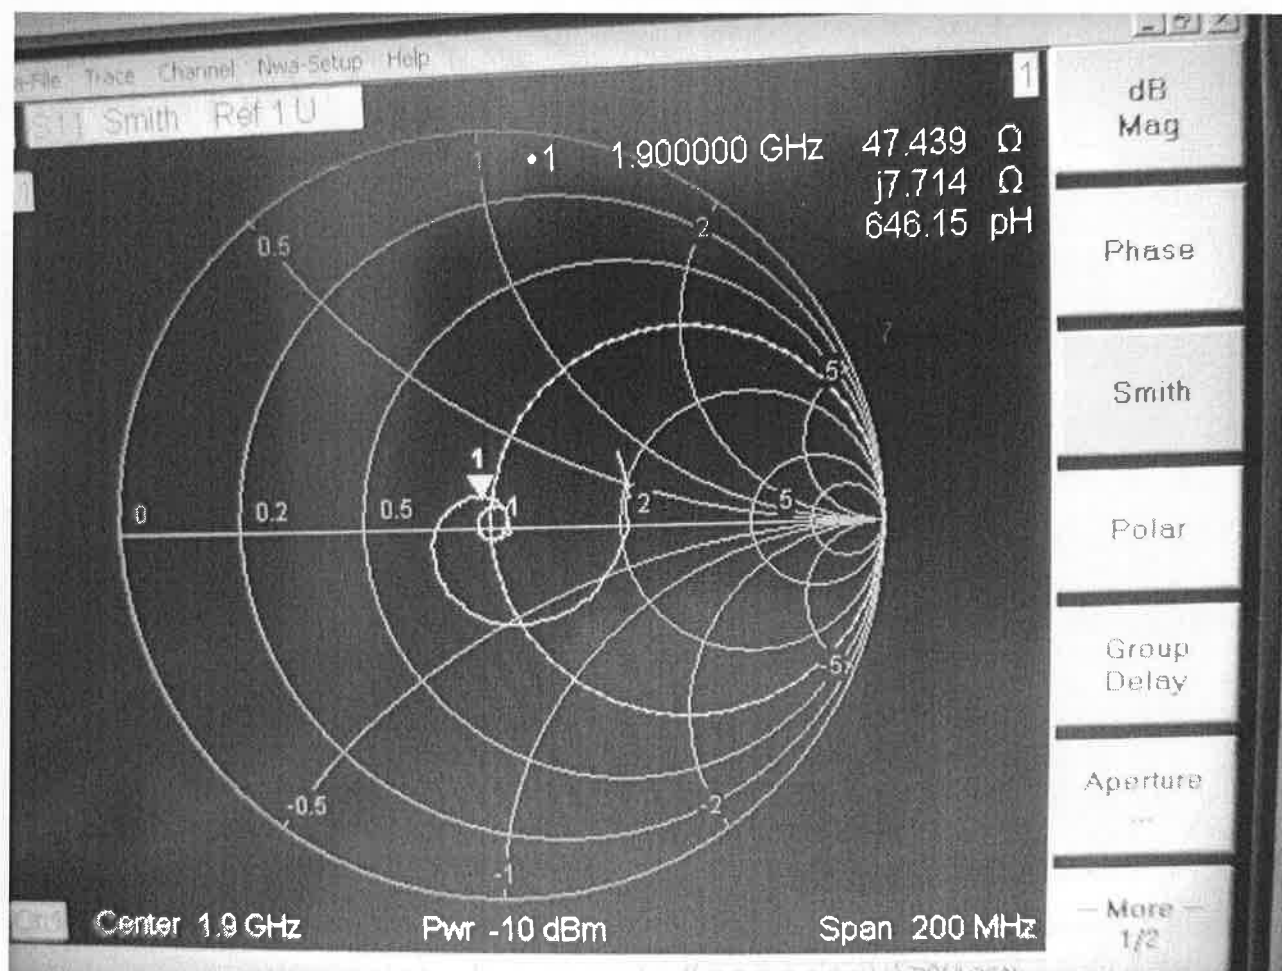 File Trace Channel Nwa-Setup Help
S11 Smith Ref 1 U
1
•1 1.900000 GHz 47.439 Ω
j7.714 Ω
646.15 pH
1
2
0.5
5
1
0 0.2 0.5 1 2 5
-5
-0.5
-2
-1
Center 1.9 GHz Pwr -10 dBm Span 200 MHz
dB
Mag
Phase
Smith
Polar
Group
Delay
Aperture
...
More
1/2